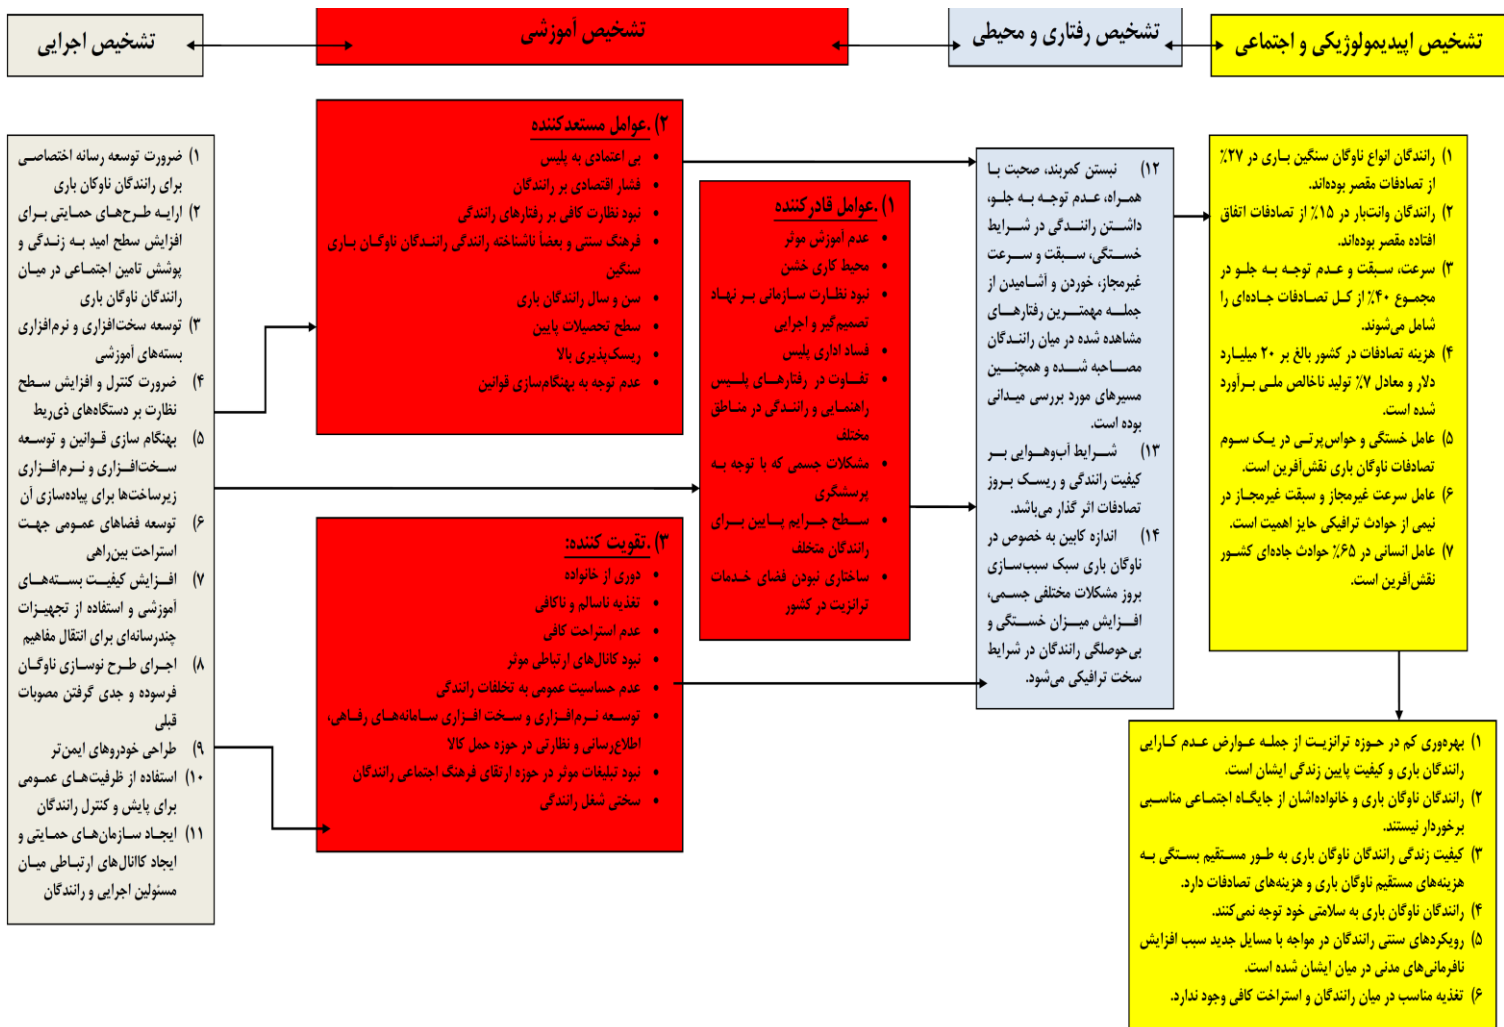 تشخیص اپیدیمولوژیکی و اجتماعی
تشخیص رفتاری و محیطی
تشخیص آموزشی
تشخیص اجرایی
۱) رانندگان انواع ناوگان سنگین باری در ۲۷%
از تصادفات مقصر بوده‌اند.
۲) رانندگان وانت‌بار در ۱۵% از تصادفات اتفاق
افتاده مقصر بوده‌اند.
۳) سرعت، سبقت و عدم توجه به جلو در
مجموع ۴۰% از کل تصادفات جاده‌ای را
شامل می‌شوند.
۴) هزینه تصادفات در کشور بالغ بر ۲۰ میلیارد
دلار و معادل ۷% تولید ناخالص ملی برآورد
شده است.
۵) عامل خستگی و حواس‌پرتی در یک سوم
تصادفات ناوگان باری نقش‌آفرین است.
۶) عامل سرعت غیرمجاز و سبقت غیرمجاز در
نیمی از حوادث ترافیکی حایز اهمیت است.
۷) عامل انسانی در ۶۵% حوادث جاده‌ای کشور
نقش‌آفرین است.
۱) بهره‌وری کم در حوزه ترانزیت از جمله عوارض عدم کارایی
رانندگان باری و کیفیت پایین زندگی ایشان است.
۲) رانندگان ناوگان باری و خانواده‌اشان از جایگاه اجتماعی مناسبی
برخوردار نیستند.
۳) کیفیت زندگی رانندگان ناوگان باری به طور مستقیم بستگی به
هزینه‌های مستقیم ناوگان باری و هزینه‌های تصادفات دارد.
۴) رانندگان ناوگان باری به سلامتی خود توجه نمی‌کنند.
۵) رویکردهای سنتی رانندگان در مواجه با مسایل جدید سبب افزایش
نافرمانی‌های مدنی در میان ایشان شده است.
۶) تغذیه مناسب در میان رانندگان و استراخت کافی وجود ندارد.
۱۲) نبستن کمربند، صحبت با
همراه، عدم توجه به جلو،
داشتن رانندگی در شرایط
خستگی، سبقت و سرعت
غیرمجاز، خوردن و آشامیدن از
جمله مهمترین رفتارهای
مشاهده شده در میان رانندگان
مصاحبه شده و همچنین
مسیرهای مورد بررسی میدانی
بوده است.
۱۳) شرایط آب‌وهوایی بر
کیفیت رانندگی و ریسک بروز
تصادفات اثر گذار می‌باشد.
۱۴) اندازه کابین به خصوص در
ناوگان باری سبک سبب‌سازی
بروز مشکلات مختلفی جسمی،
افزایش میزان خستگی و
بی‌حوصلگی رانندگان در شرایط
سخت ترافیکی می‌شود.
۱) .عوامل قادرکننده
• عدم آموزش موثر
• محیط کاری خشن
• نبود نظارت سازمانی بر نهاد
تصمیم‌گیر و اجرایی
• فساد اداری پلیس
• تفاوت در رفتارهای پلیس
راهنمایی و رانندگی در مناطق
مختلف
• مشکلات جسمی که با توجه به
پرسشگری
• سطح جرایم پایین برای
رانندگان متخلف
• ساختاری نبودن فضای خدمات
ترانزیت در کشور
۲) .عوامل مستعدکننده
• بی اعتمادی به پلیس
• فشار اقتصادی بر رانندگان
• نبود نظارت کافی بر رفتارهای رانندگی
• فرهنگ سنتی و بعضاً ناشناخته رانندگی رانندگان ناوگان باری
سنگین
• سن و سال رانندگان باری
• سطح تحصیلات پایین
• ریسک‌پذیری بالا
• عدم توجه به بهنگام‌سازی قوانین
۳) .تقویت کننده:
• دوری از خانواده
• تغذیه ناسالم و ناکافی
• عدم استراحت کافی
• نبود کانال‌های ارتباطی موثر
• عدم حساسیت عمومی به تخلفات رانندگی
• توسعه نرم‌افزاری و سخت افزاری سامانه‌های رفاهی،
اطلاع‌رسانی و نظارتی در حوزه حمل کالا
• نبود تبلیغات موثر در حوزه ارتقای فرهنگ اجتماعی رانندگان
• سختی شغل رانندگی
۱) ضرورت توسعه رسانه اختصاصی
برای رانندگان ناوکان باری
۲) ارایه طرح‌های حمایتی برای
افزایش سطح امید به زندگی و
پوشش تامین اجتماعی در میان
رانندگان ناوگان باری
۳) توسعه سخت‌افزاری و نرم‌افزاری
بسته‌های آموزشی
۴) ضرورت کنترل و افزایش سطح
نظارت بر دستگاه‌های ذی‌ربط
۵) بهنگام سازی قوانین و توسعه
سخت‌افزاری و نرم‌افزاری
زیرساخت‌ها برای پیاده‌سازی آن
۶) توسعه فضاهای عمومی جهت
استراحت بین‌راهی
۷) افزایش کیفیت بسته‌های
آموزشی و استفاده از تجهیزات
چندرسانه‌ای برای انتقال مفاهیم
۸) اجرای طرح نوسازی ناوگان
فرسوده و جدی گرفتن مصوبات
قبلی
۹) طراحی خودروهای ایمن‌تر
۱۰) استفاده از ظرفیت‌های عمومی
برای پایش و کنترل رانندگان
۱۱) ایجاد سازمان‌های حمایتی و
ایجاد کاانال‌های ارتباطی میان
مسئولین اجرایی و رانندگان